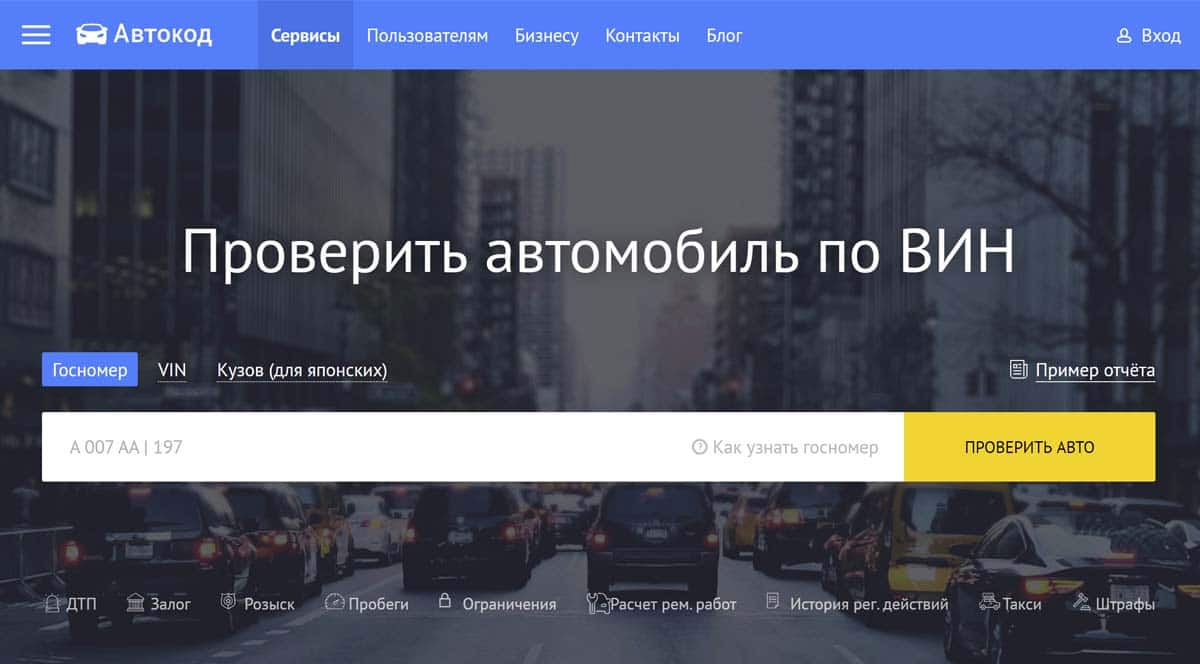 Автокод Сервисы Пользователям Бизнесу Контакты Блог Вход
Проверить автомобиль по ВИН
Госномер VIN Кузов (для японских) Пример отчёта
А 007 АА | 197 Как узнать госномер ПРОВЕРИТЬ АВТО
ДТП Залог Розыск Пробеги Ограничения Расчет рем. работ История рег. действий Такси Штрафы